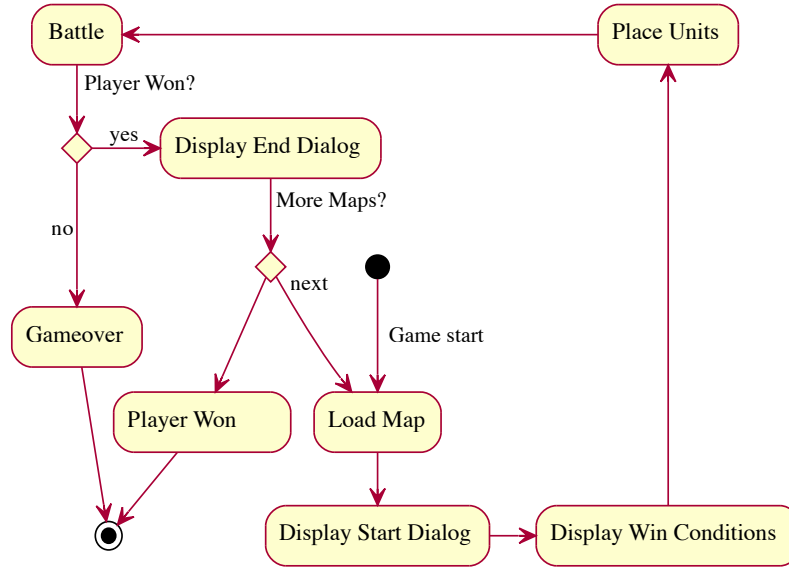 Battle
Place Units
Player Won?
yes
Display End Dialog
More Maps?
no
next
Gameover
Game start
Player Won
Load Map
Display Start Dialog
Display Win Conditions